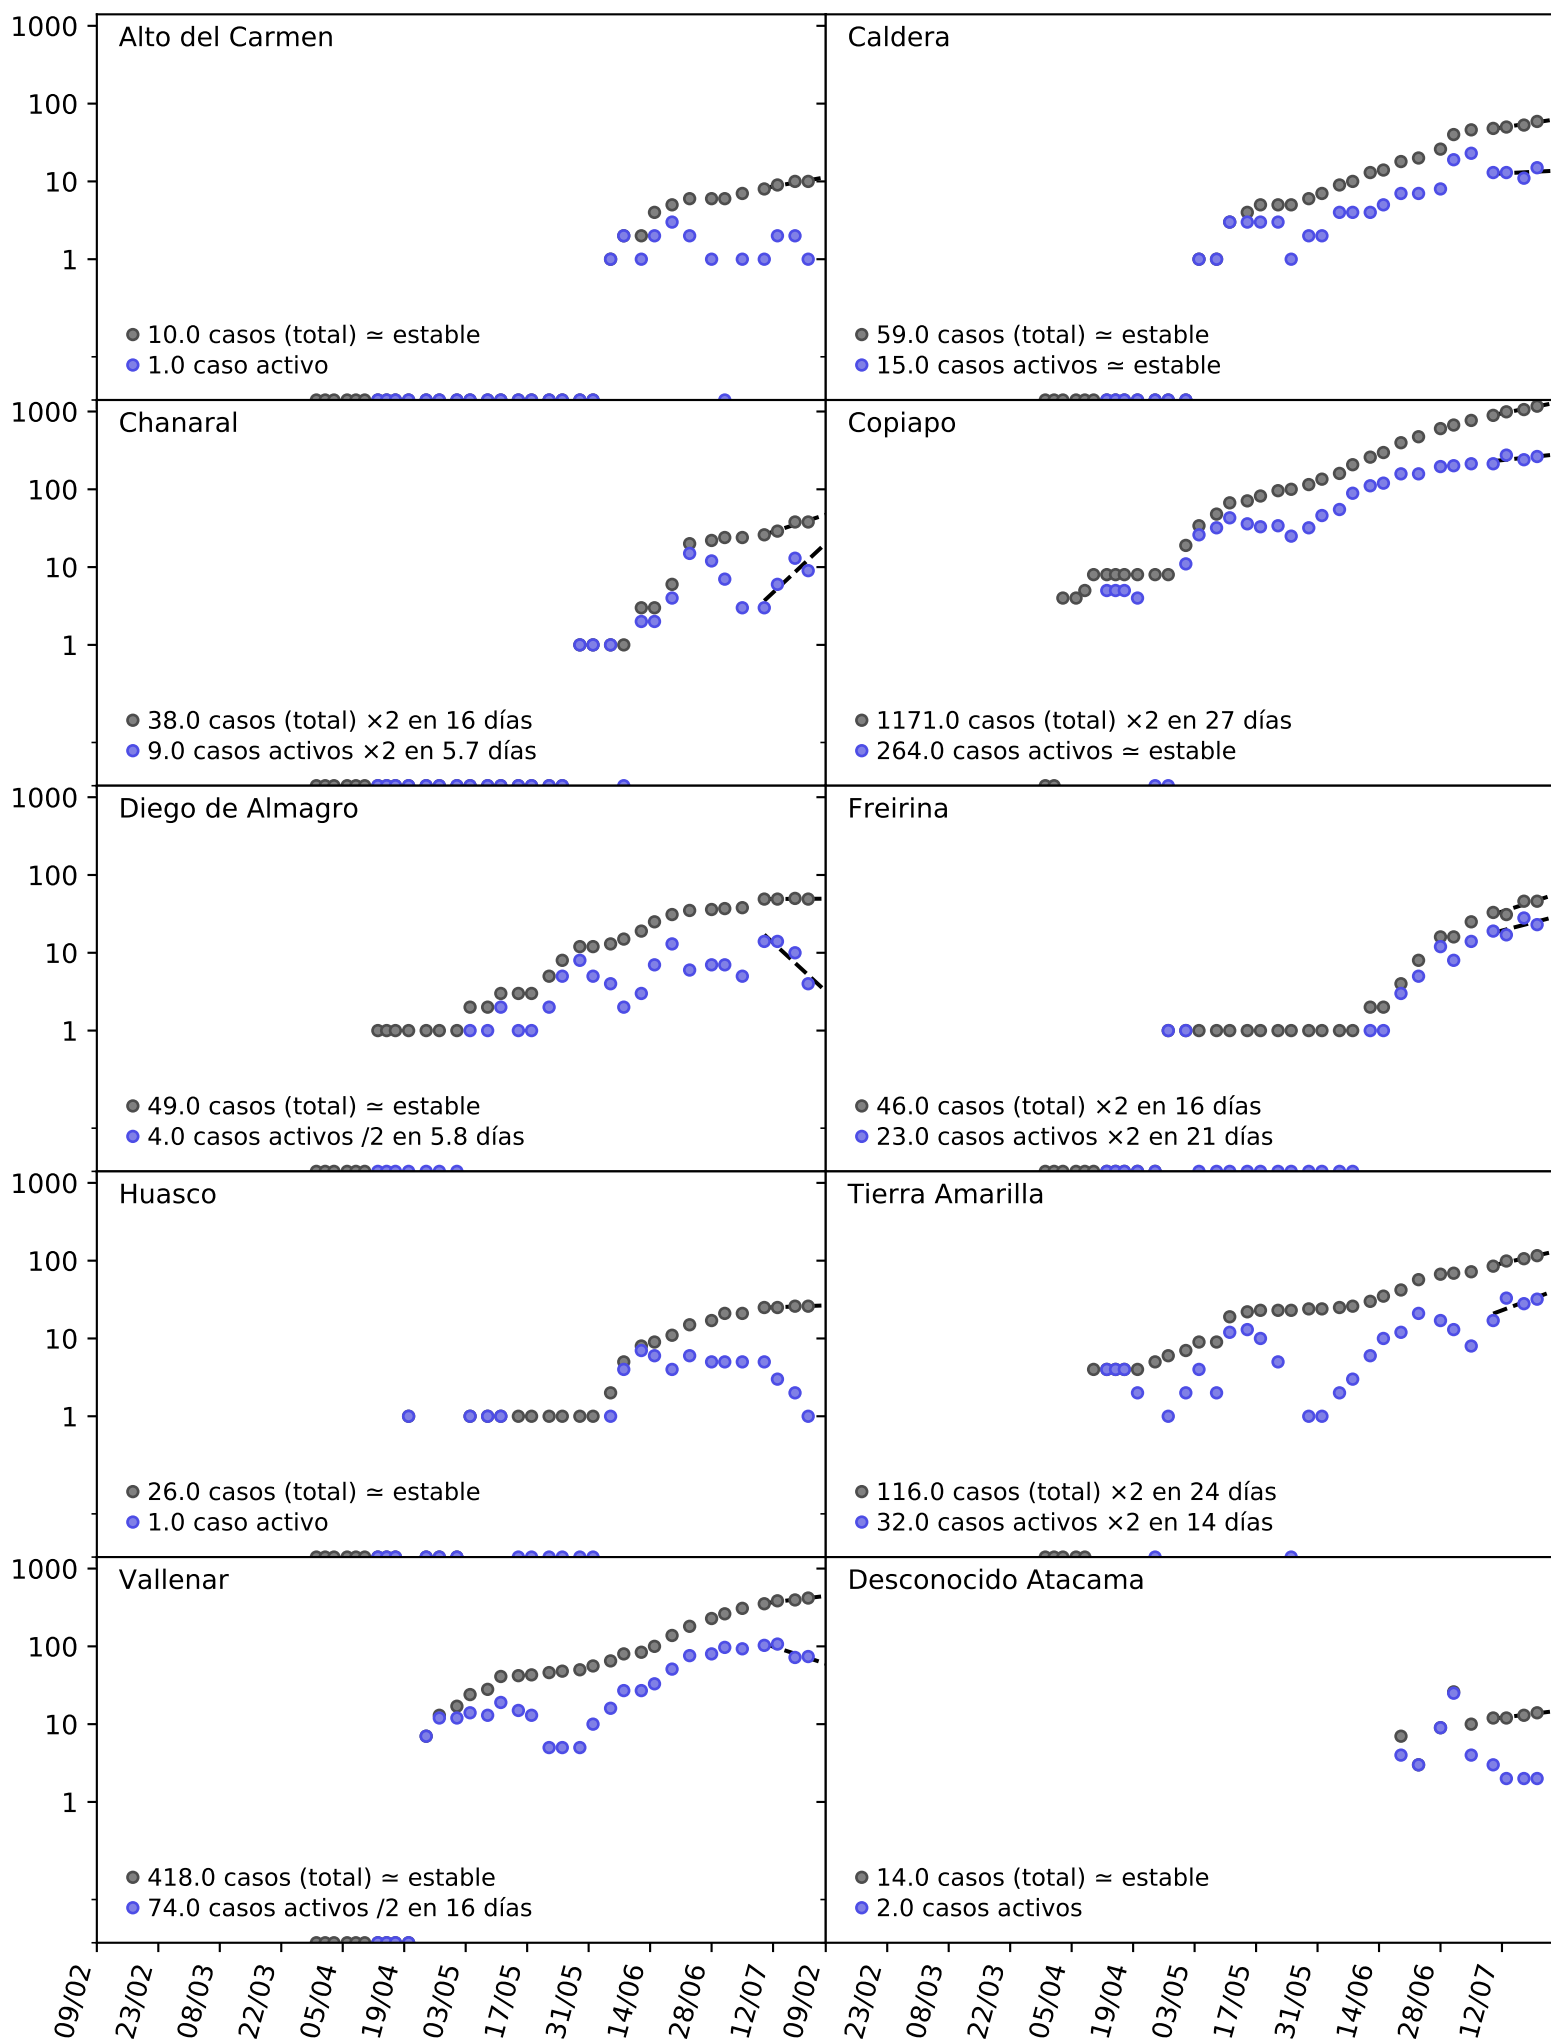 1000
100
10
1
Alto del Carmen
10.0 casos (total) ≃ estable
1.0 caso activo
Caldera
59.0 casos (total) ≃ estable
15.0 casos activos ≃ estable
1000
100
10
1
Chanaral
38.0 casos (total) ×2 en 16 días
9.0 casos activos ×2 en 5.7 días
Copiapo
1171.0 casos (total) ×2 en 27 días
264.0 casos activos ≃ estable
1000
100
10
1
Diego de Almagro
49.0 casos (total) ≃ estable
4.0 casos activos /2 en 5.8 días
Freirina
46.0 casos (total) ×2 en 16 días
23.0 casos activos ×2 en 21 días
1000
100
10
1
Huasco
26.0 casos (total) ≃ estable
1.0 caso activo
Tierra Amarilla
116.0 casos (total) ×2 en 24 días
32.0 casos activos ×2 en 14 días
1000
100
10
1
Vallenar
418.0 casos (total) ≃ estable
74.0 casos activos /2 en 16 días
Desconocido Atacama
14.0 casos (total) ≃ estable
2.0 casos activos
09/02 23/02 08/03 22/03 05/04 19/04 03/05 17/05 31/05 14/06 28/06 12/07 09/02 23/02 08/03 22/03 05/04 19/04 03/05 17/05 31/05 14/06 28/06 12/07